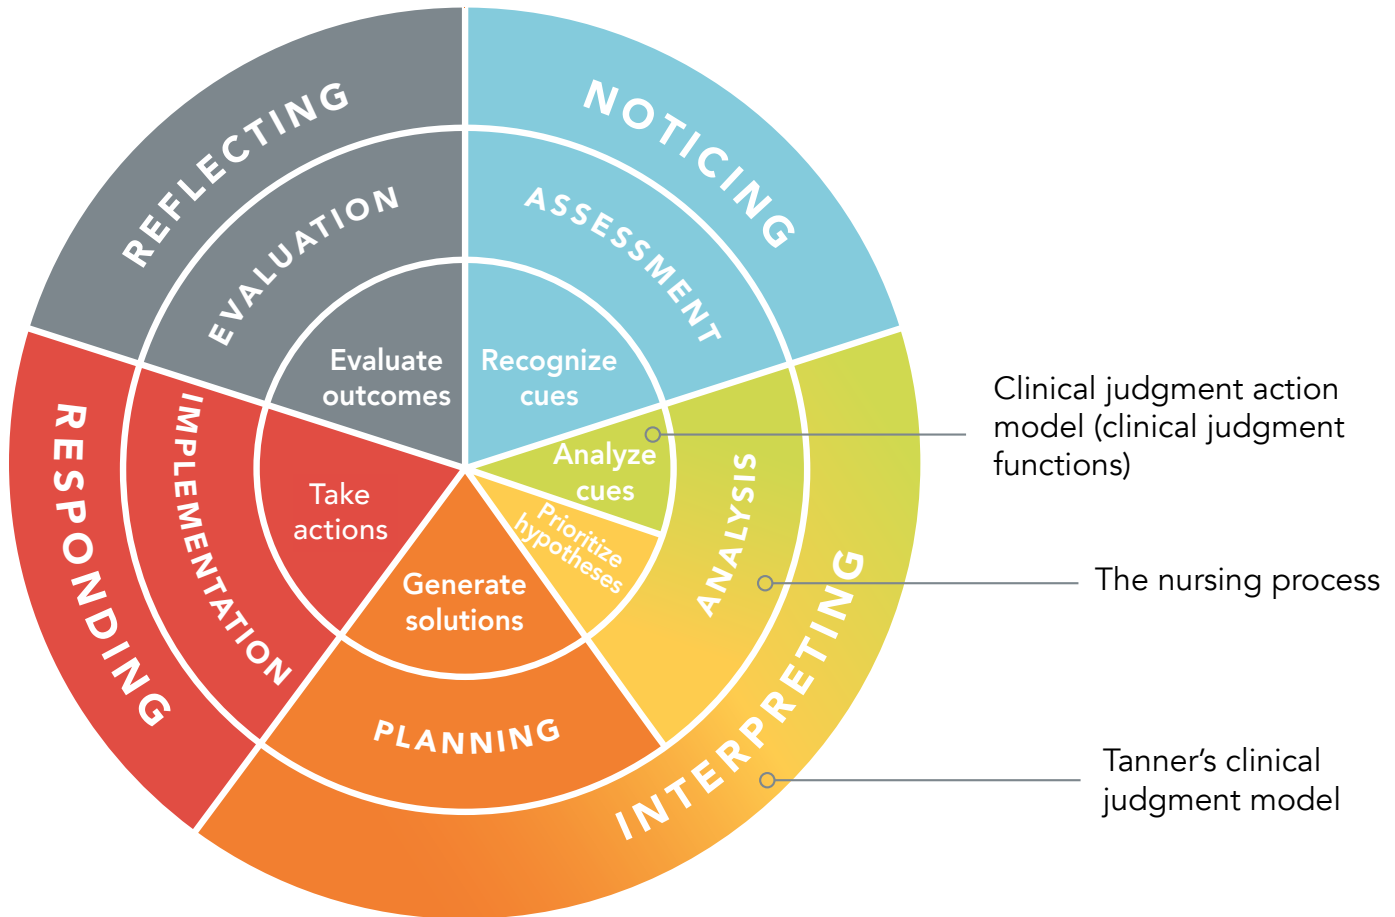 REFLECTING
NOTICING
EVALUATION
ASSESSMENT
Evaluate
outcomes
Recognize
cues
Clinical judgment action
model (clinical judgment
functions)
RESPONDING
IMPLEMENTATION
Take
actions
Analyze
cues
Prioritize
hypotheses
ANALYSIS
INTERPRETING
The nursing process
Generate
solutions
PLANNING
Tanner’s clinical
judgment model